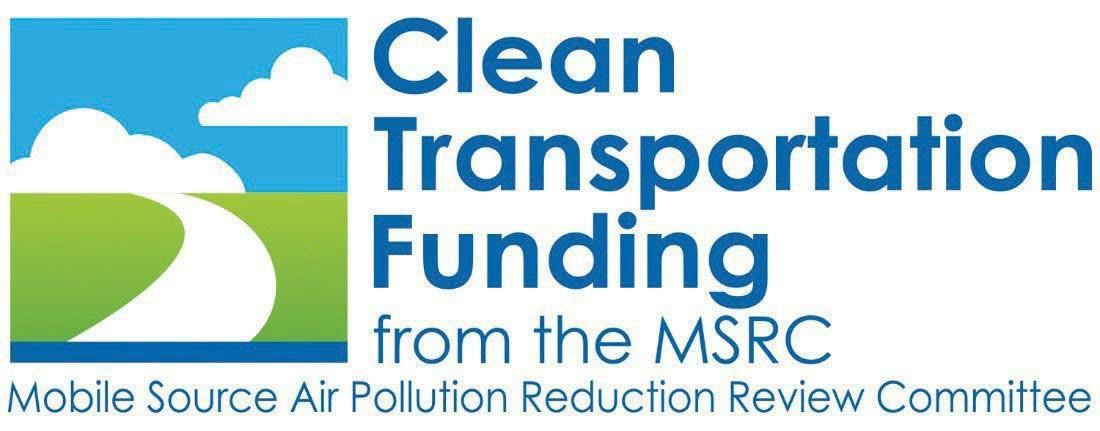 Clean
Transportation
Funding
from the MSRC
Mobile Source Air Pollution Reduction Review Committee